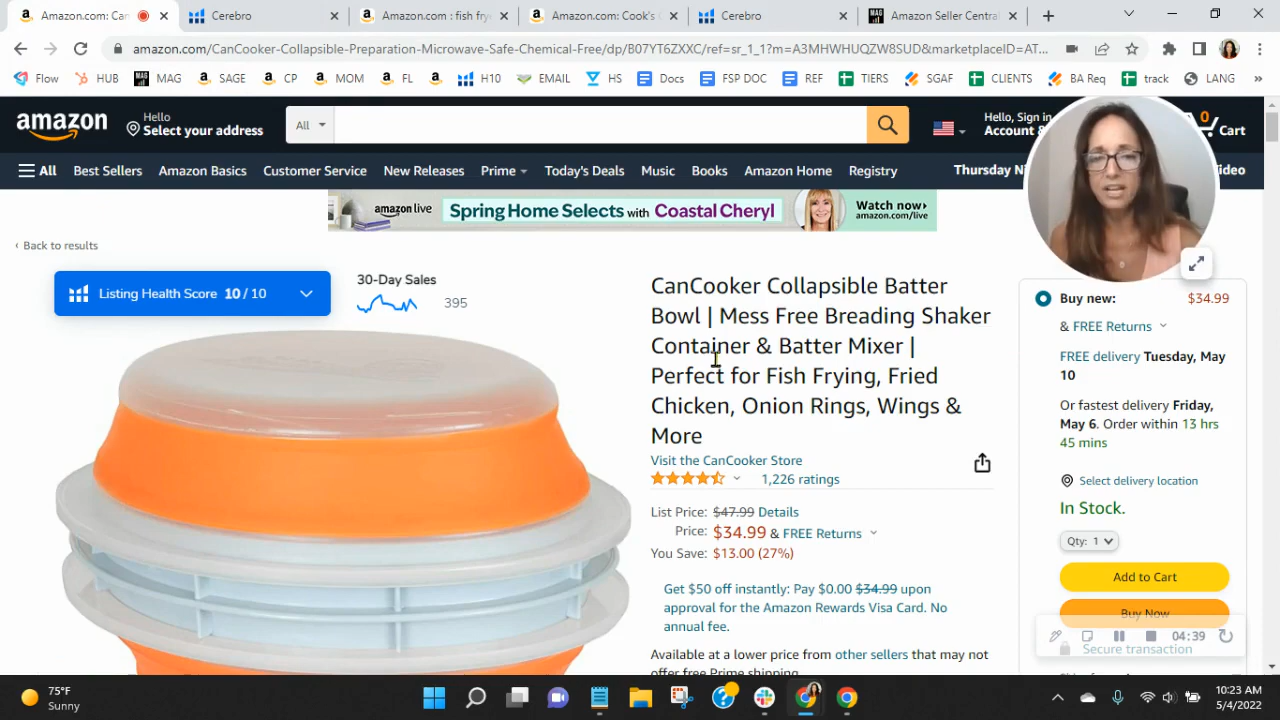 Amazon.com: Can
Cerebro
Amazon.com : fish fry
Amazon.com: Cook's C
Cerebro
Amazon Seller Central
amazon.com/CanCooker-Collapsible-Preparation-Microwave-Safe-Chemical-Free/dp/B07YT6ZXXC/ref=sr_1_1?m=A3MHWHUQZW8SUD&marketplaceID=AT...
Flow HUB MAG SAGE CP MOM FL H10 EMAIL HS Docs FSP DOC REF TIERS SGAF CLIENTS BA Req track LANG »
amazon
Hello
Select your address
All
Hello, Sign in
Account &
0
Cart
All Best Sellers Amazon Basics Customer Service New Releases Prime Today's Deals Music Books Amazon Home Registry Thursday Ni ideo
amazon live Spring Home Selects with Coastal Cheryl
Watch now›
amazon.com/live
‹ Back to results
Listing Health Score 10 / 10
30-Day Sales
395
CanCooker Collapsible Batter
Bowl | Mess Free Breading Shaker
Container & Batter Mixer |
Perfect for Fish Frying, Fried
Chicken, Onion Rings, Wings &
More
Visit the CanCooker Store
1,226 ratings
List Price: $47.99 Details
Price: $34.99 & FREE Returns
You Save: $13.00 (27%)
Get $50 off instantly: Pay $0.00 $34.99 upon
approval for the Amazon Rewards Visa Card. No
annual fee.
Available at a lower price from other sellers that may not
offer free Prime shipping.
Buy new: $34.99
& FREE Returns
FREE delivery Tuesday, May
10
Or fastest delivery Friday,
May 6. Order within 13 hrs
45 mins
Select delivery location
In Stock.
Qty: 1
Add to Cart
Buy Now
04:39
Secure transaction
75°F
Sunny
10:23 AM
5/4/2022